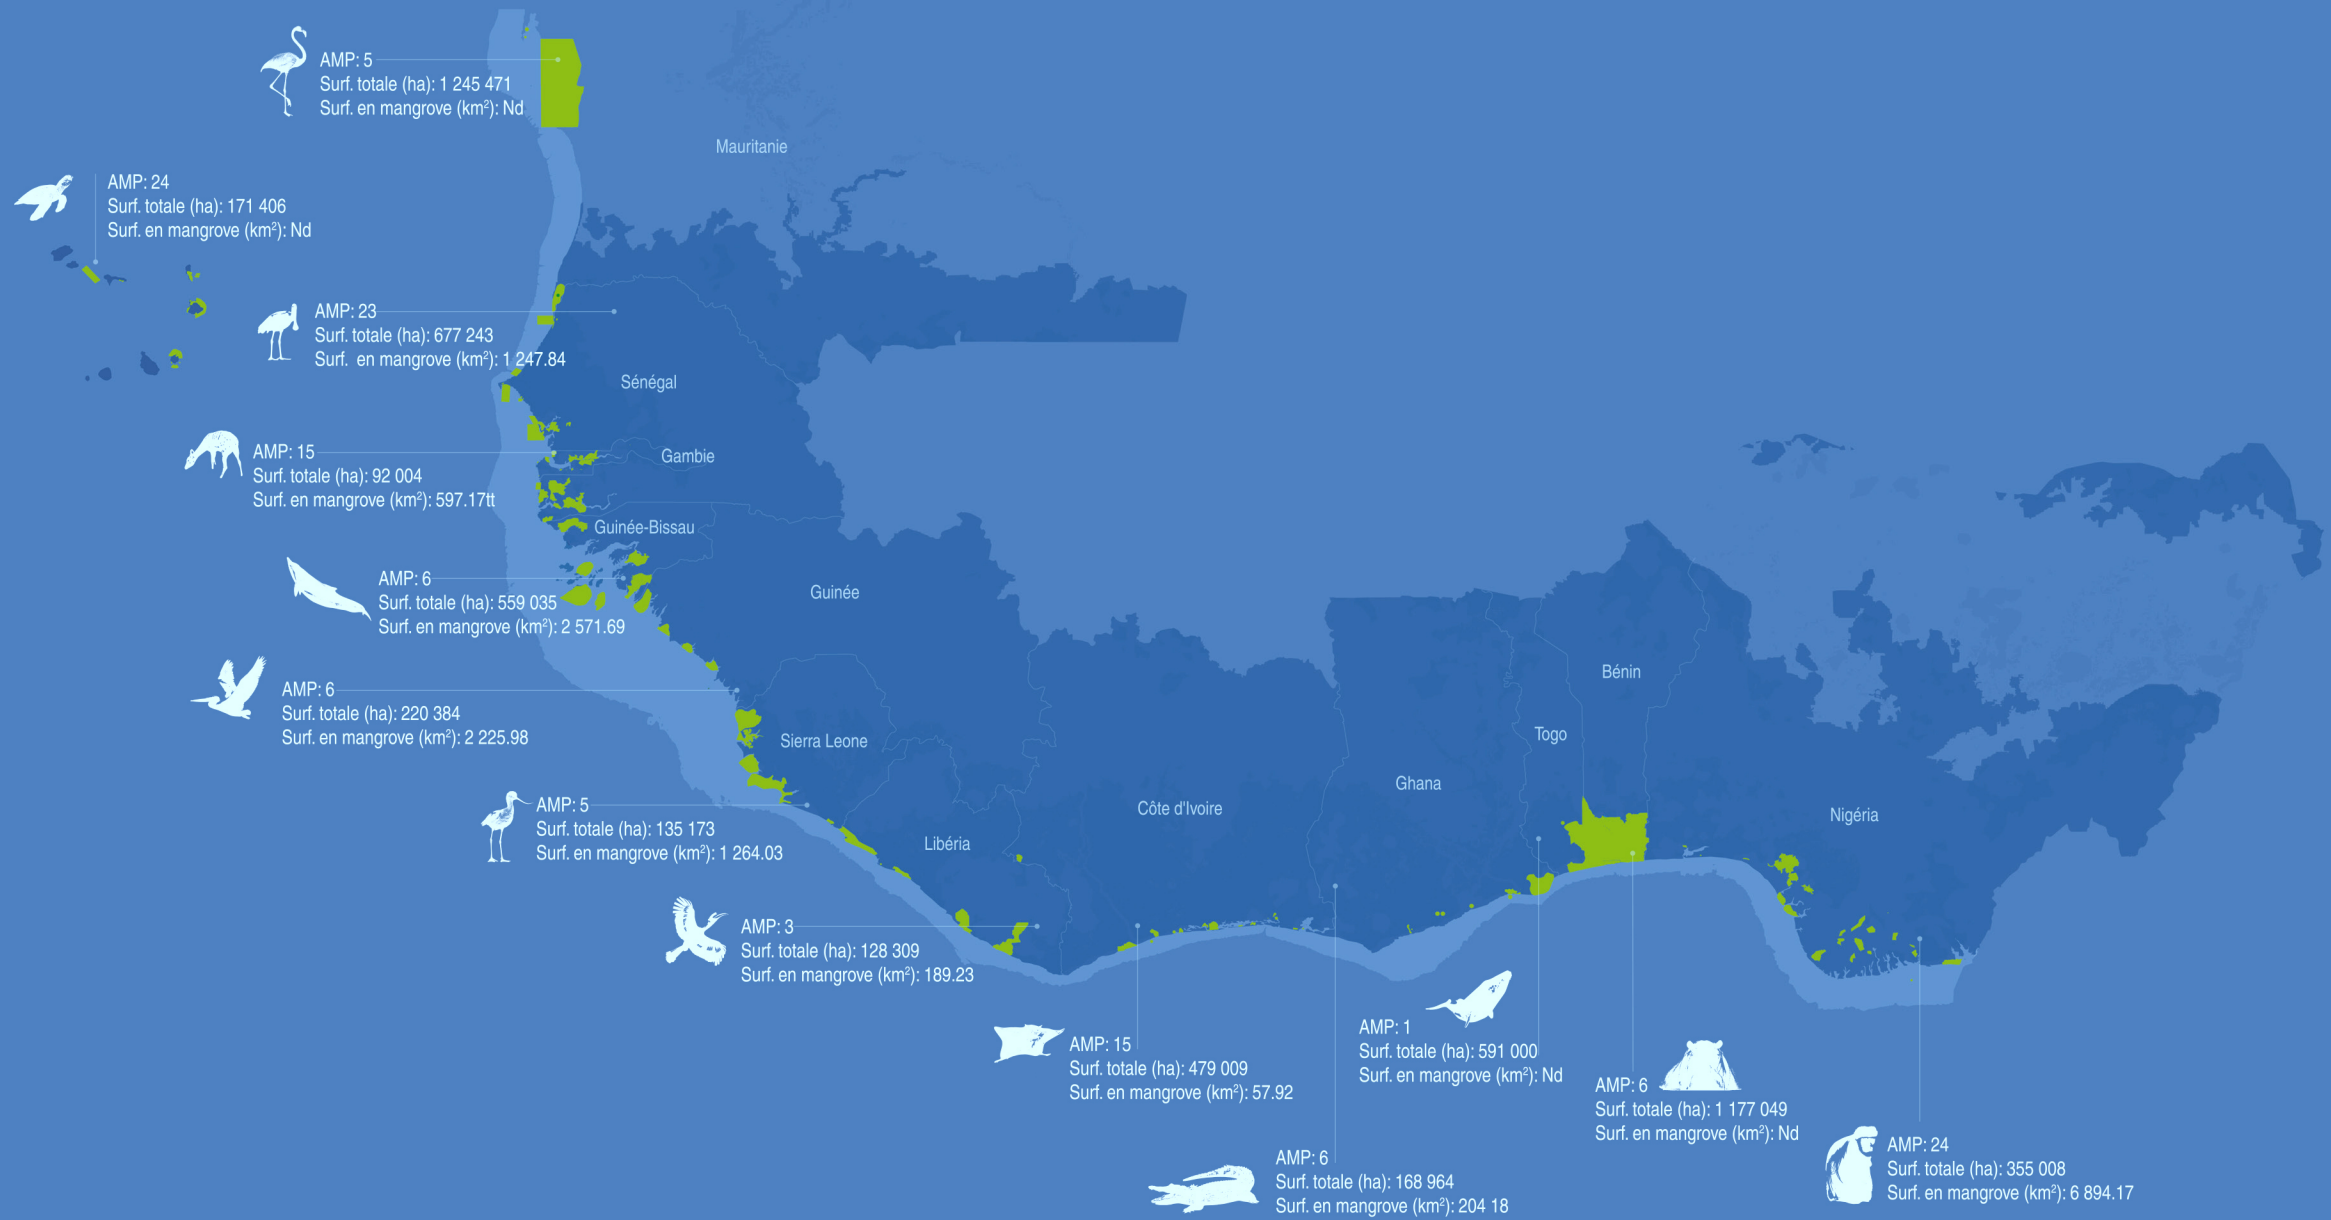 AMP: 5
Surf. totale (ha): 1 245 471
Surf. en mangrove (km²): Nd
Mauritanie
AMP: 24
Surf. totale (ha): 171 406
Surf. en mangrove (km²): Nd
AMP: 23
Surf. totale (ha): 677 243
Surf. en mangrove (km²): 1 247.84
Sénégal
AMP: 15
Surf. totale (ha): 92 004
Surf. en mangrove (km²): 597.17tt
Gambie
Guinée-Bissau
AMP: 6
Surf. totale (ha): 559 035
Surf. en mangrove (km²): 2 571.69
Guinée
AMP: 6
Surf. totale (ha): 220 384
Surf. en mangrove (km²): 2 225.98
Sierra Leone
Bénin
Togo
Ghana
Côte d'Ivoire
Nigéria
AMP: 5
Surf. totale (ha): 135 173
Surf. en mangrove (km²): 1 264.03
Libéria
AMP: 3
Surf. totale (ha): 128 309
Surf. en mangrove (km²): 189.23
AMP: 15
Surf. totale (ha): 479 009
Surf. en mangrove (km²): 57.92
AMP: 1
Surf. totale (ha): 591 000
Surf. en mangrove (km²): Nd
AMP: 6
Surf. totale (ha): 1 177 049
Surf. en mangrove (km²): Nd
AMP: 6
Surf. totale (ha): 168 964
Surf. en mangrove (km²): 204 18
AMP: 24
Surf. totale (ha): 355 008
Surf. en mangrove (km²): 6 894.17